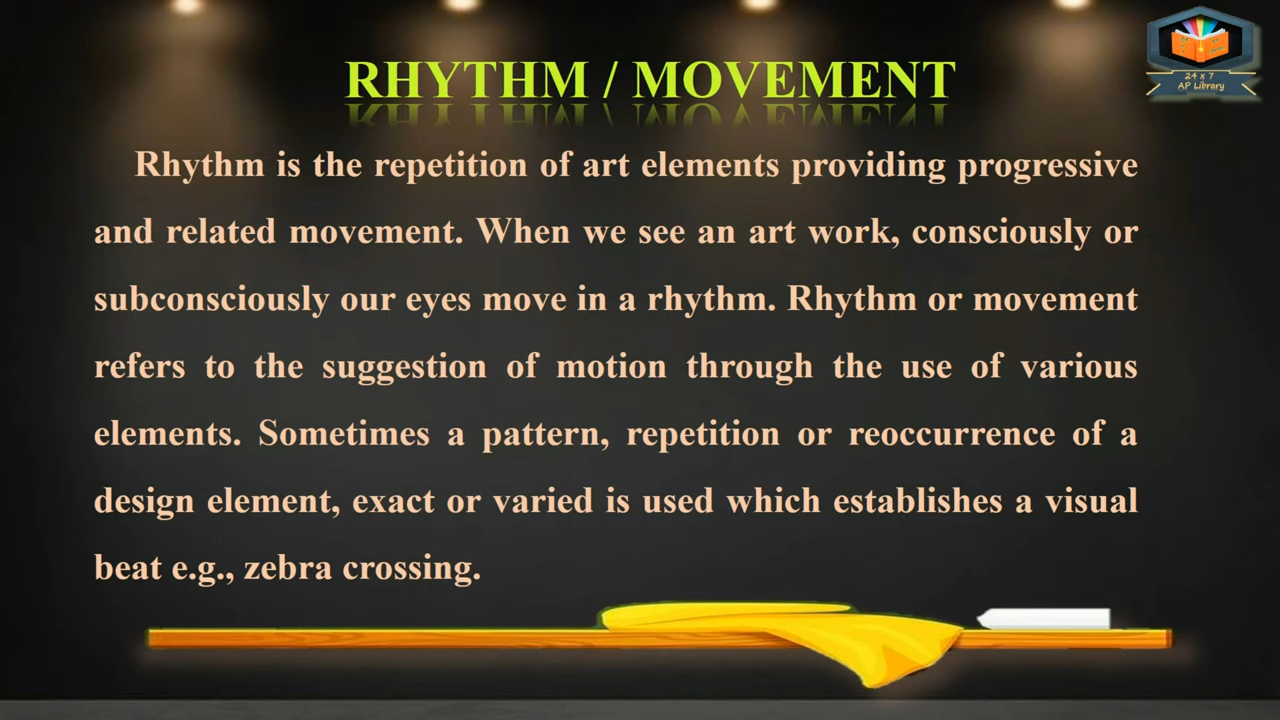 RHYTHM / MOVEMENT
24 x 7
AP Library
Rhythm is the repetition of art elements providing progressive
and related movement. When we see an art work, consciously or
subconsciously our eyes move in a rhythm. Rhythm or movement
refers to the suggestion of motion through the use of various
elements. Sometimes a pattern, repetition or reoccurrence of a
design element, exact or varied is used which establishes a visual
beat e.g., zebra crossing.